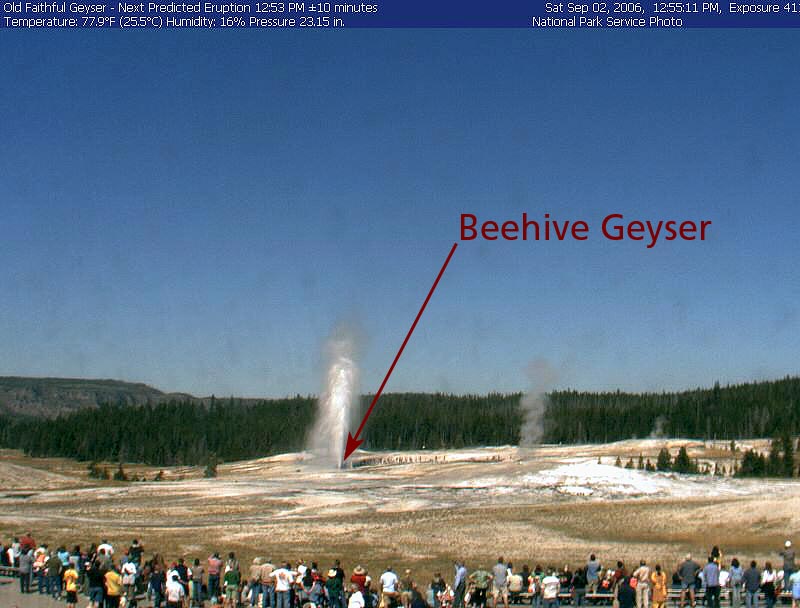 Old Faithful Geyser - Next Predicted Eruption 12:53 PM ±10 minutes
Sat Sep 02, 2006, 12:55:11 PM, Exposure 411
Temperature: 77.9°F (25.5°C) Humidity: 16% Pressure 23.15 in.
National Park Service Photo
Beehive Geyser